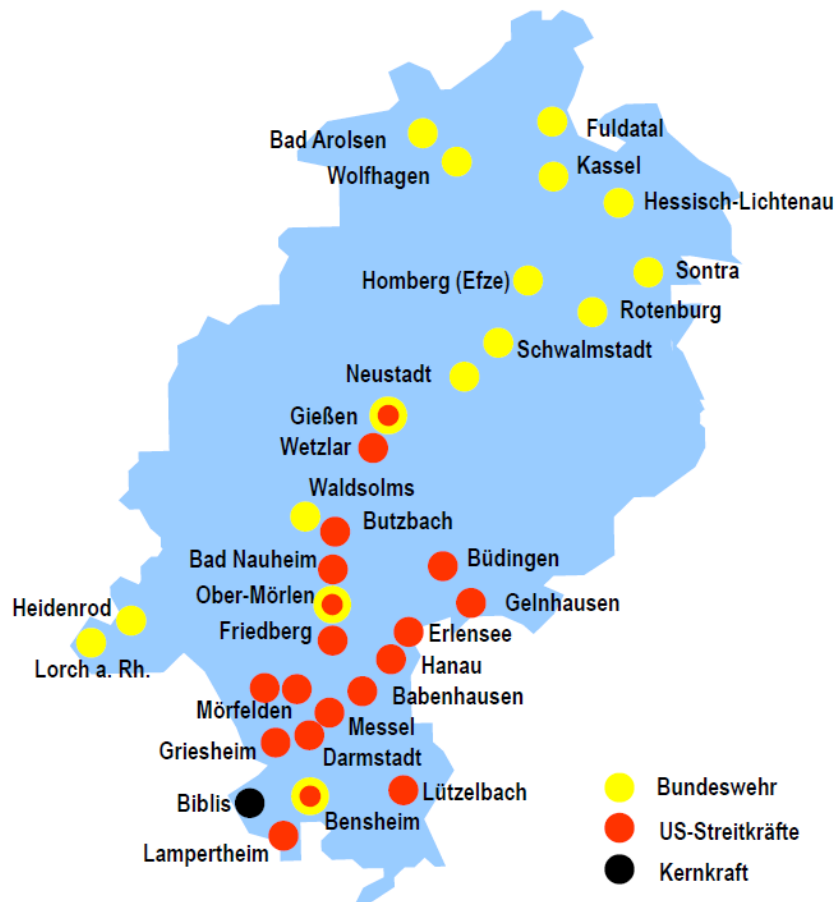 Fuldatal
Bad Arolsen
Kassel
Wolfhagen
Hessisch-Lichtenau
Sontra
Homberg (Efze)
Rotenburg
Schwalmstadt
Neustadt
Gießen
Wetzlar
Waldsolms
Butzbach
Bad Nauheim
Büdingen
Ober-Mörlen
Gelnhausen
Heidenrod
Friedberg
Erlensee
Hanau
Lorch a. Rh.
Babenhausen
Mörfelden
Messel
Griesheim
Darmstadt
Bundeswehr
Lützelbach
Biblis
Bensheim
US-Streitkräfte
Lampertheim
Kernkraft